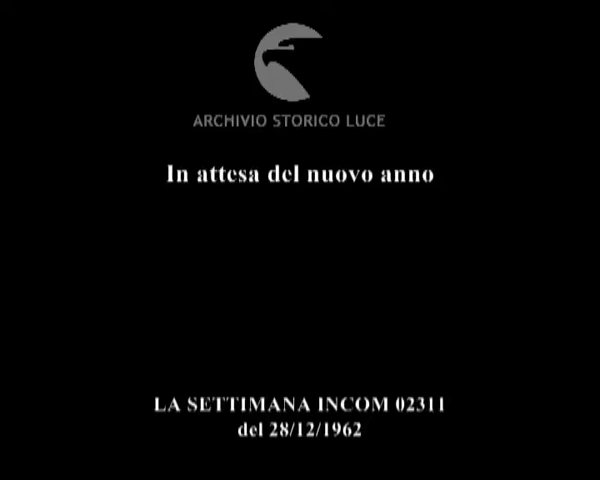 ARCHIVIO STORICO LUCE
In attesa del nuovo anno
LA SETTIMANA INCOM 02311
del 28/12/1962